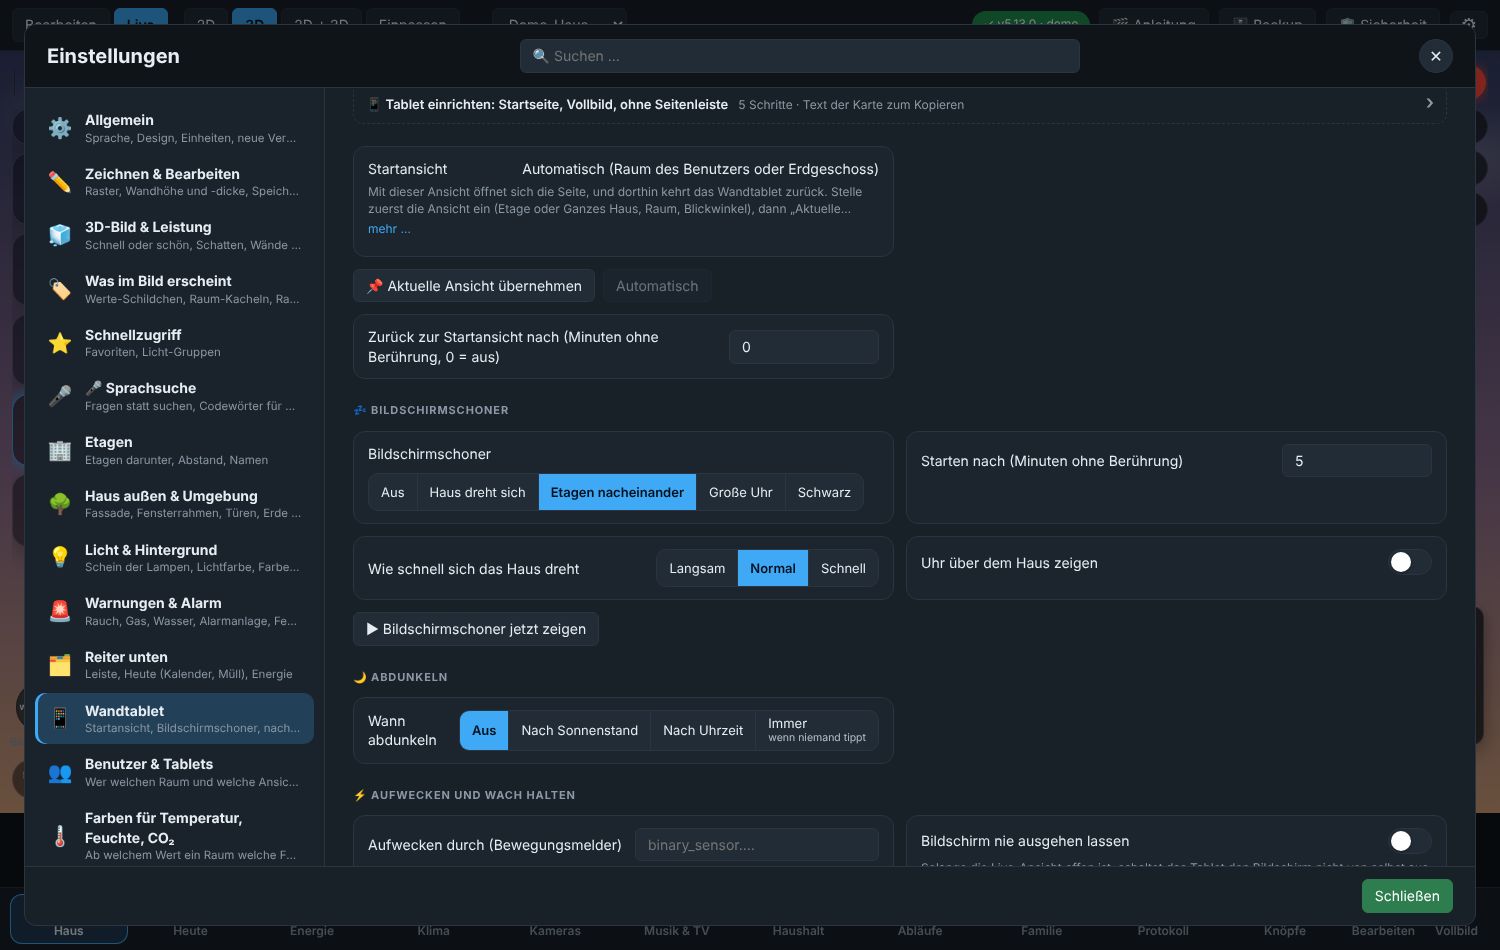 Einstellungen
🔍 Suchen ...
Allgemein
Sprache, Design, Einheiten, neue Ver...
Zeichnen & Bearbeiten
Raster, Wandhöhe und -dicke, Speich...
3D-Bild & Leistung
Schnell oder schön, Schatten, Wände ...
Was im Bild erscheint
Werte-Schildchen, Raum-Kacheln, Ra...
Schnellzugriff
Favoriten, Licht-Gruppen
🎤 Sprachsuche
Fragen statt suchen, Codewörter für ...
Etagen
Etagen darunter, Abstand, Namen
Haus außen & Umgebung
Fassade, Fensterrahmen, Türen, Erde ...
Licht & Hintergrund
Schein der Lampen, Lichtfarbe, Farbe...
Warnungen & Alarm
Rauch, Gas, Wasser, Alarmanlage, Fe...
Reiter unten
Leiste, Heute (Kalender, Müll), Energie
Wandtablet
Startansicht, Bildschirmschoner, nach...
Benutzer & Tablets
Wer welchen Raum und welche Ansic...
Farben für Temperatur,
Feuchte, CO₂
Ab welchem Wert ein Raum welche F...
📱 Tablet einrichten: Startseite, Vollbild, ohne Seitenleiste 5 Schritte · Text der Karte zum Kopieren
Startansicht Automatisch (Raum des Benutzers oder Erdgeschoss)
Mit dieser Ansicht öffnet sich die Seite, und dorthin kehrt das Wandtablet zurück. Stelle
zuerst die Ansicht ein (Etage oder Ganzes Haus, Raum, Blickwinkel), dann „Aktuelle...
mehr ...
📌 Aktuelle Ansicht übernehmen Automatisch
Zurück zur Startansicht nach (Minuten ohne
Berührung, 0 = aus) 0
💤 BILDSCHIRMSCHONER
Bildschirmschoner
Aus Haus dreht sich Etagen nacheinander Große Uhr Schwarz
Starten nach (Minuten ohne Berührung) 5
Wie schnell sich das Haus dreht Langsam Normal Schnell
Uhr über dem Haus zeigen
▶ Bildschirmschoner jetzt zeigen
🌙 ABDUNKELN
Wann
abdunkeln
Aus Nach Sonnenstand Nach Uhrzeit Immer
wenn niemand tippt
⚡ AUFWECKEN UND WACH HALTEN
Aufwecken durch (Bewegungsmelder) binary_sensor....
Bildschirm nie ausgehen lassen
Schließen
Haus Heute Energie Klima Kameras Musik & TV Haushalt Abläufe Familie Protokoll Knöpfe Bearbeiten Vollbild